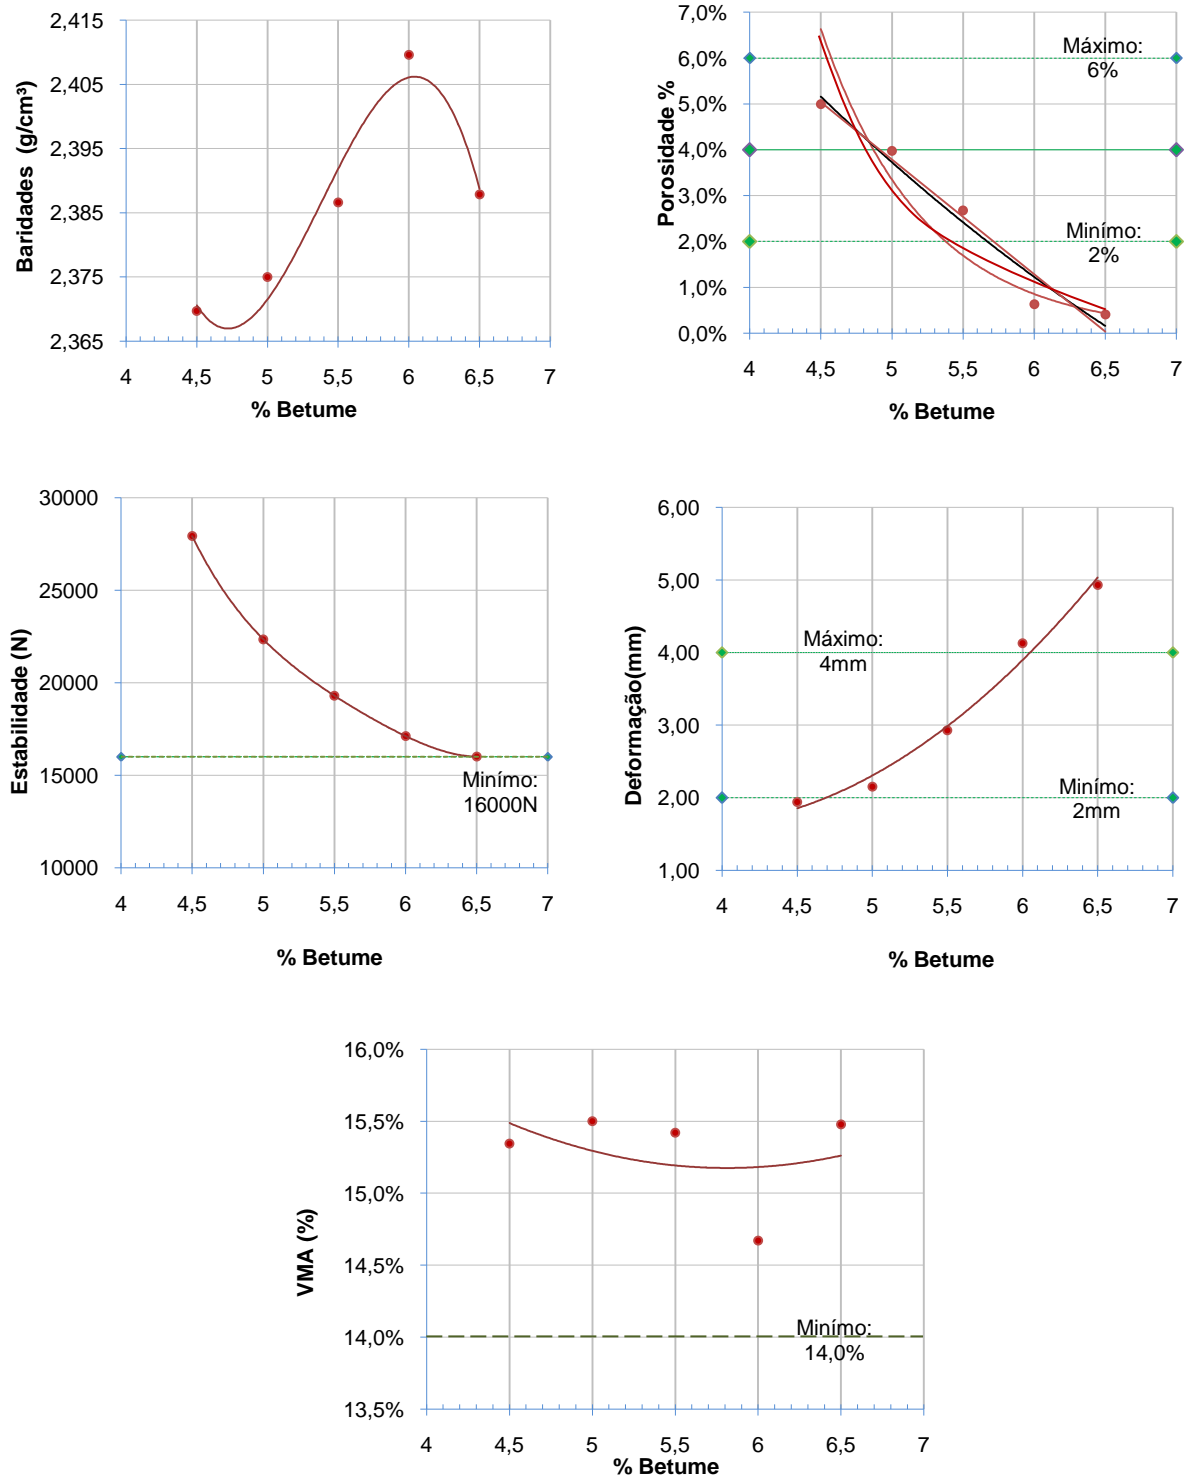 2,415
2,405
2,395
2,385
2,375
2,365
Baridades (g/cm³)
4 4,5 5 5,5 6 6,5 7
% Betume
7,0%
6,0%
5,0%
4,0%
3,0%
2,0%
1,0%
0,0%
Porosidade %
Máximo:
6%
Minímo:
2%
4 4,5 5 5,5 6 6,5 7
% Betume
30000
25000
20000
15000
10000
Estabilidade (N)
Minímo:
16000N
4 4,5 5 5,5 6 6,5 7
% Betume
6,00
5,00
4,00
3,00
2,00
1,00
Deformação(mm)
Máximo:
4mm
Minímo:
2mm
4 4,5 5 5,5 6 6,5 7
% Betume
16,0%
15,5%
15,0%
14,5%
14,0%
13,5%
VMA (%)
Minímo:
14,0%
4 4,5 5 5,5 6 6,5 7
% Betume